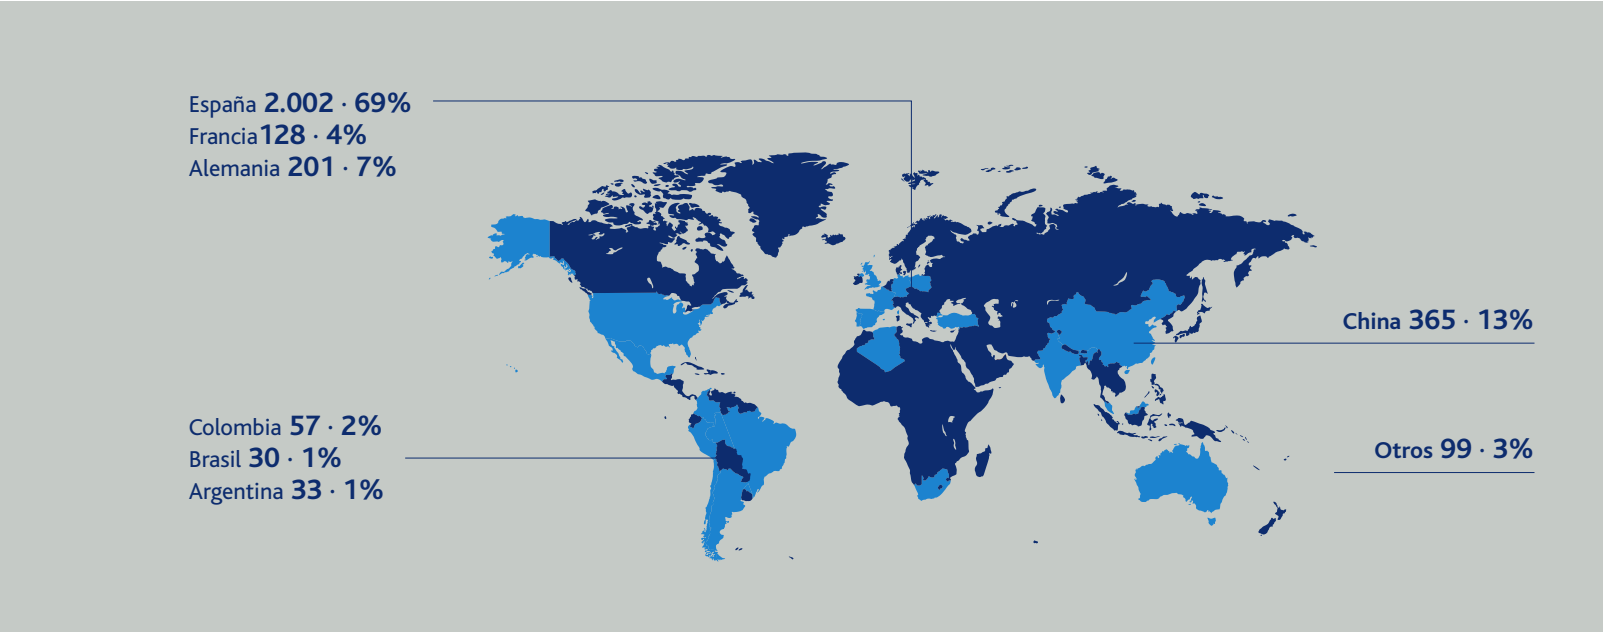 España 2.002 · 69%
Francia 128 · 4%
Alemania 201 · 7%
China 365 · 13%
Colombia 57 · 2%
Brasil 30 · 1%
Argentina 33 · 1%
Otros 99 · 3%